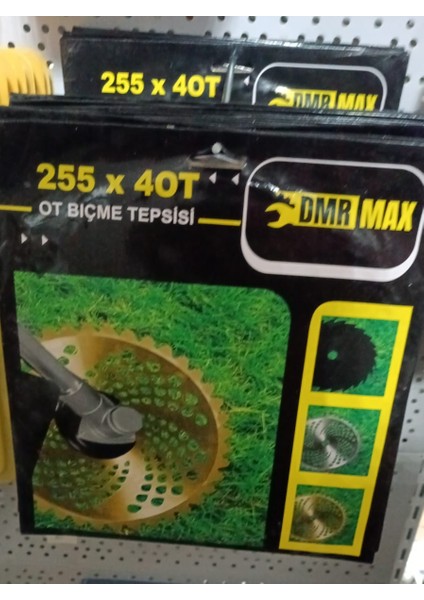 255 x 40T
DMR MAX
255 x 40T
DMR MAX
OT BIÇME TEPSİSİ